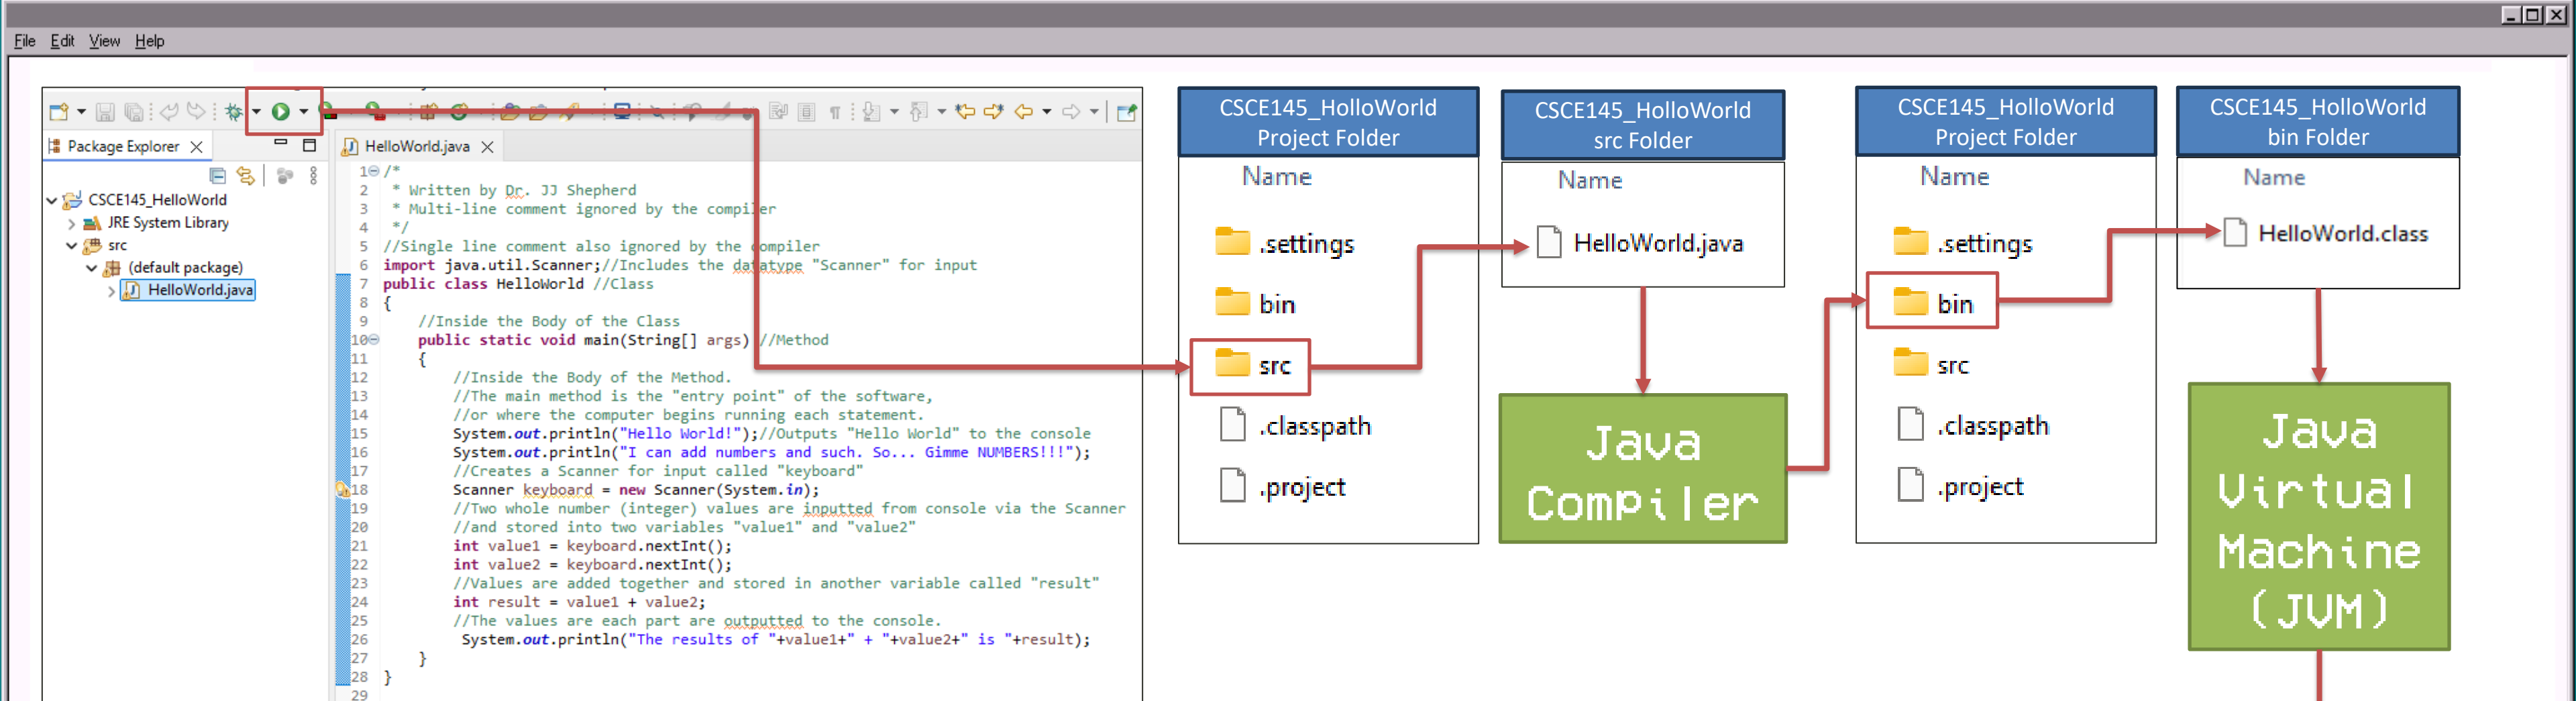 File Edit View Help
Package Explorer
CSCE145_HelloWorld
JRE System Library
src
(default package)
HelloWorld.java
HelloWorld.java
1 /*
2  * Written by Dr. JJ Shepherd
3  * Multi-line comment ignored by the compiler
4  */
5 //Single line comment also ignored by the compiler
6 import java.util.Scanner;//Includes the datatype "Scanner" for input
7 public class HelloWorld //Class
8 {
9     //Inside the Body of the Class
10     public static void main(String[] args) //Method
11     {
12         //Inside the Body of the Method.
13         //The main method is the "entry point" of the software,
14         //or where the computer begins running each statement.
15         System.out.println("Hello World!");//Outputs "Hello World" to the console
16         System.out.println("I can add numbers and such. So... Gimme NUMBERS!!!");
17         //Creates a Scanner for input called "keyboard"
18         Scanner keyboard = new Scanner(System.in);
19         //Two whole number (integer) values are inputted from console via the Scanner
20         //and stored into two variables "value1" and "value2"
21         int value1 = keyboard.nextInt();
22         int value2 = keyboard.nextInt();
23         //Values are added together and stored in another variable called "result"
24         int result = value1 + value2;
25         //The values are each part are outputted to the console.
26          System.out.println("The results of "+value1+" + "+value2+" is "+result);
27     }
28 }
29
CSCE145_HolloWorld
Project Folder
Name
.settings
bin
src
.classpath
.project
CSCE145_HolloWorld
src Folder
Name
HelloWorld.java
Java
Compiler
CSCE145_HolloWorld
Project Folder
Name
.settings
bin
src
.classpath
.project
CSCE145_HolloWorld
bin Folder
Name
HelloWorld.class
Java
Virtual
Machine
(JVM)